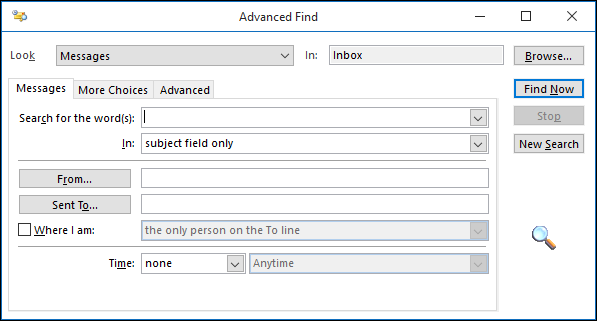 Advanced Find
Look Messages In: Inbox Browse...
Messages More Choices Advanced Find Now
Search for the word(s): Stop
In: subject field only New Search
From...
Sent To...
Where I am: the only person on the To line
Time: none Anytime